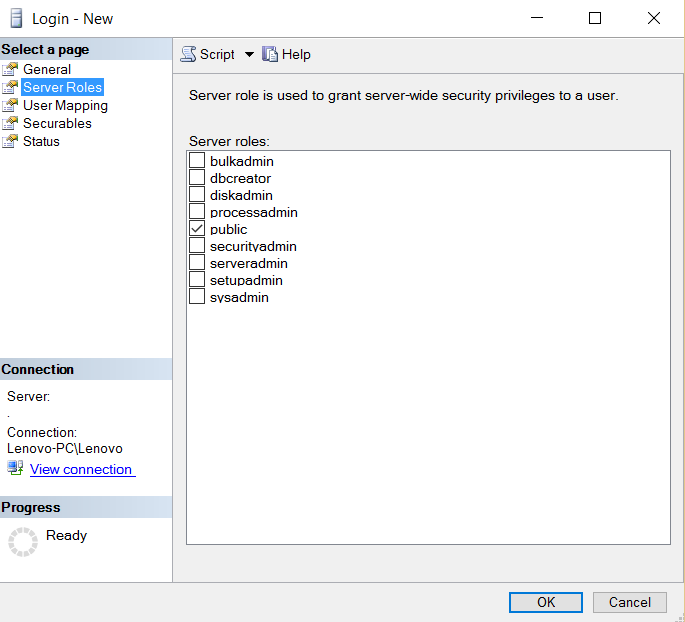 Login - New
Select a page
General
Server Roles
User Mapping
Securables
Status
Connection
Server:
.
Connection:
Lenovo-PC\Lenovo
View connection
Progress
Ready
Script Help
Server role is used to grant server-wide security privileges to a user.
Server roles:
bulkadmin
dbcreator
diskadmin
processadmin
public
securityadmin
serveradmin
setupadmin
sysadmin
OK Cancel